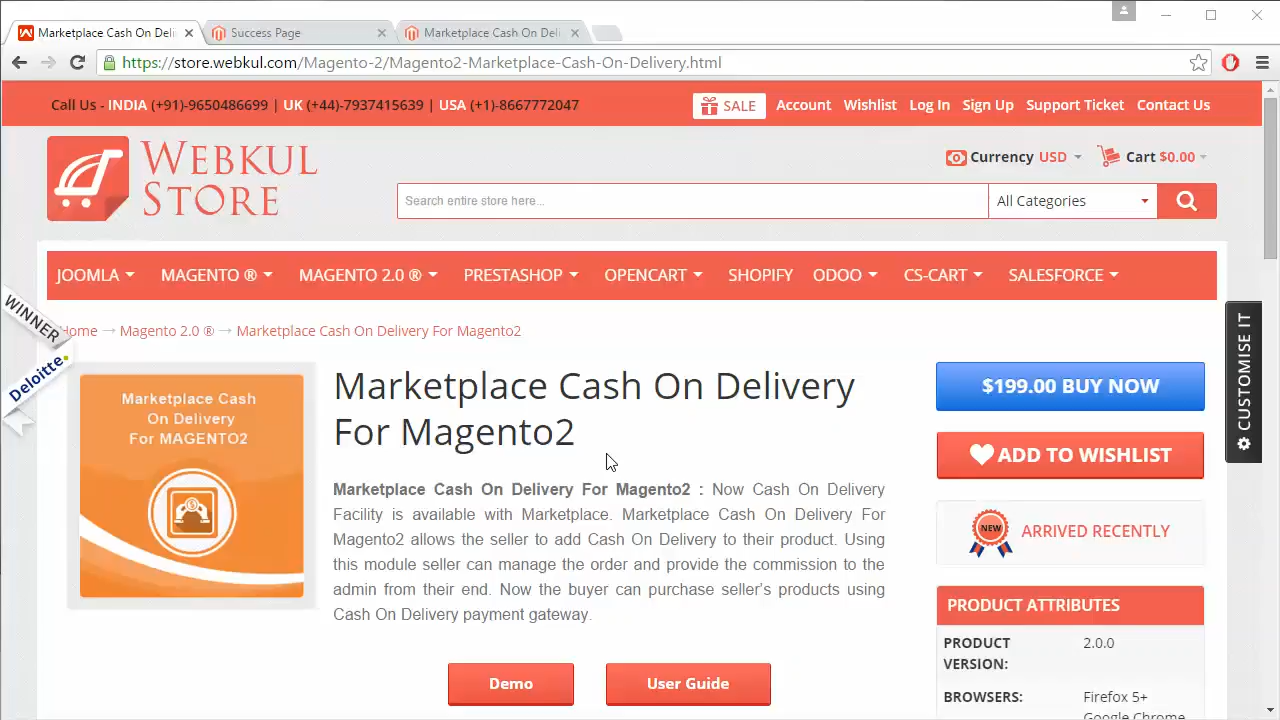 Marketplace Cash On Deli
Success Page
Marketplace Cash On Deli
https://store.webkul.com/Magento-2/Magento2-Marketplace-Cash-On-Delivery.html
Call Us - INDIA (+91)-9650486699 | UK (+44)-7937415639 | USA (+1)-8667772047
SALE Account Wishlist Log In Sign Up Support Ticket Contact Us
WEBKUL
STORE
Currency USD Cart $0.00
Search entire store here...
All Categories
JOOMLA MAGENTO ® MAGENTO 2.0 ® PRESTASHOP OPENCART SHOPIFY ODOO CS-CART SALESFORCE
WINNER
Deloitte.
CUSTOMISE IT
Home → Magento 2.0 ® → Marketplace Cash On Delivery For Magento2
Marketplace Cash
On Delivery
For MAGENTO2
Marketplace Cash On Delivery
For Magento2
Marketplace Cash On Delivery For Magento2 : Now Cash On Delivery
Facility is available with Marketplace. Marketplace Cash On Delivery For
Magento2 allows the seller to add Cash On Delivery to their product. Using
this module seller can manage the order and provide the commission to the
admin from their end. Now the buyer can purchase seller's products using
Cash On Delivery payment gateway.
Demo
User Guide
$199.00 BUY NOW
ADD TO WISHLIST
NEW
ARRIVED RECENTLY
PRODUCT ATTRIBUTES
PRODUCT 2.0.0
VERSION:
BROWSERS: Firefox 5+
Google Chrome